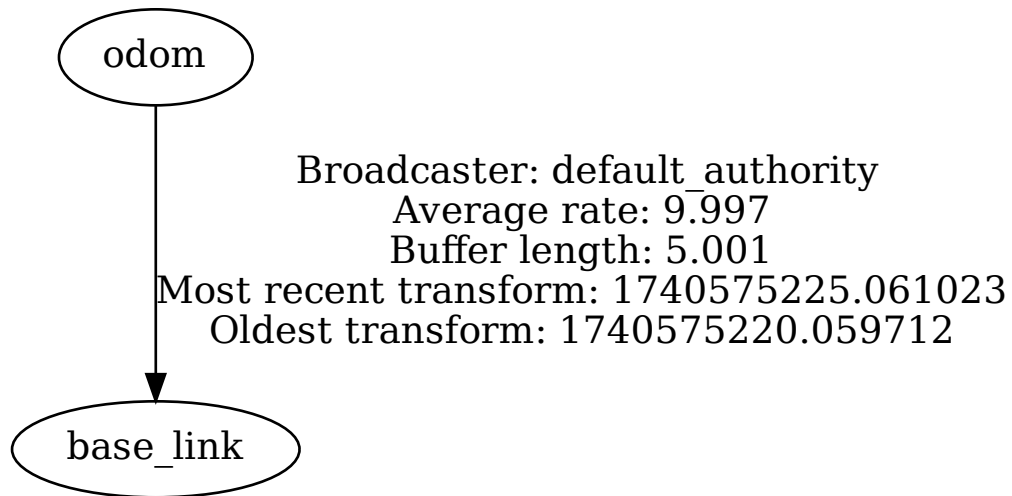 odom
Broadcaster: default_authority
Average rate: 9.997
Buffer length: 5.001
Most recent transform: 1740575225.061023
Oldest transform: 1740575220.059712
base_link